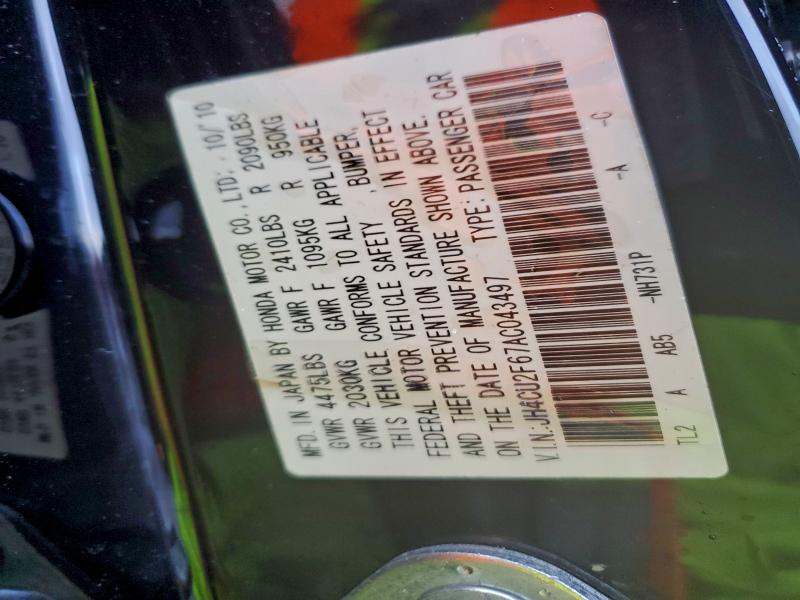 MFD. IN JAPAN BY HONDA MOTOR CO., LTD; 10/ 10
GVWR 4475LBS GAWR F 2410LBS R 2090LBS
GVWR 2030KG GAWR F 1095KG R 950KG
THIS VEHICLE CONFORMS TO ALL APPLICABLE
FEDERAL MOTOR VEHICLE SAFETY , BUMPER,
AND THEFT PREVENTION STANDARDS IN EFFECT
ON THE DATE OF MANUFACTURE SHOWN ABOVE.
V.I.N:JH4CU2F67AC043497 TYPE: PASSENGER CAR
TL2 A AB5 -NH731P -A -C